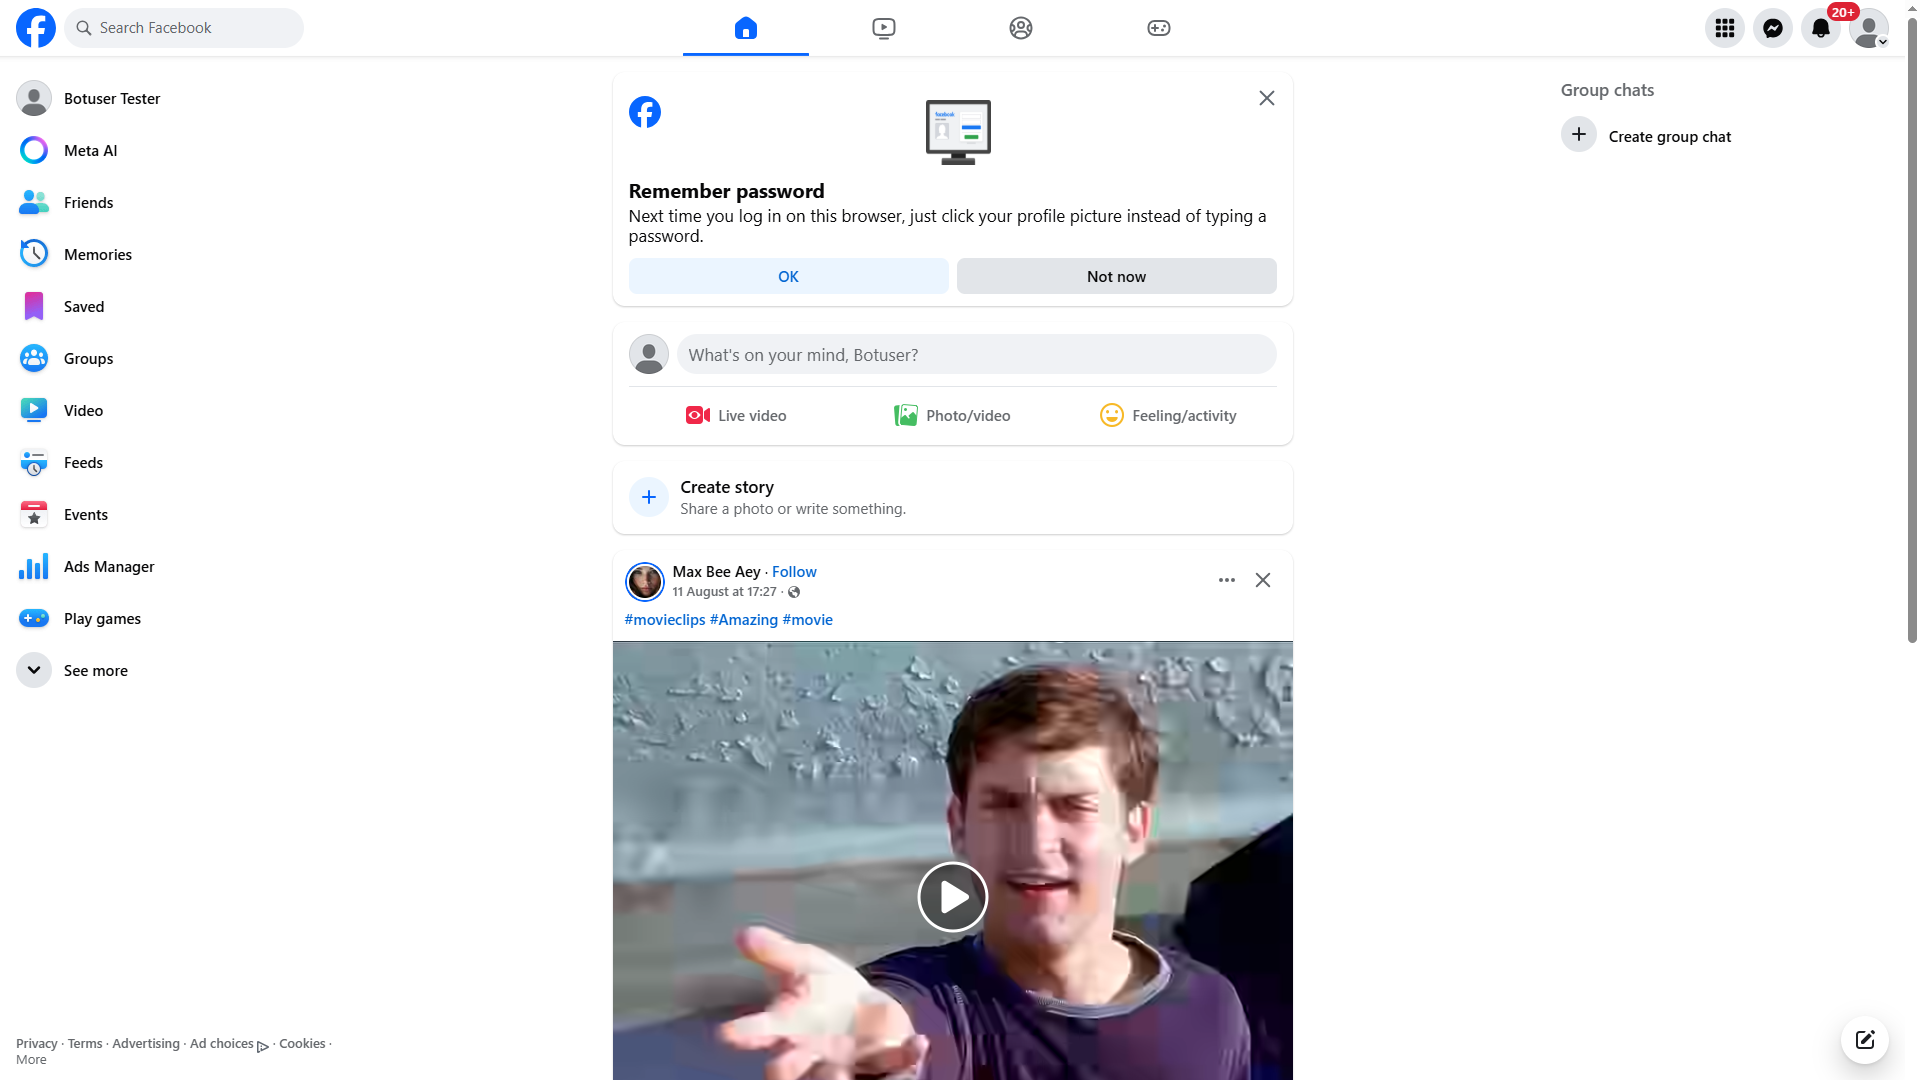 Search Facebook
20+
Botuser Tester
Meta AI
Friends
Memories
Saved
Groups
Video
Feeds
Events
Ads Manager
Play games
See more
Privacy · Terms · Advertising · Ad choices · Cookies ·
More
facebook
Remember password
Next time you log in on this browser, just click your profile picture instead of typing a
password.
OK
Not now
What's on your mind, Botuser?
Live video
Photo/video
Feeling/activity
Create story
Share a photo or write something.
Max Bee Aey · Follow
11 August at 17:27 ·
#movieclips #Amazing #movie
Group chats
Create group chat